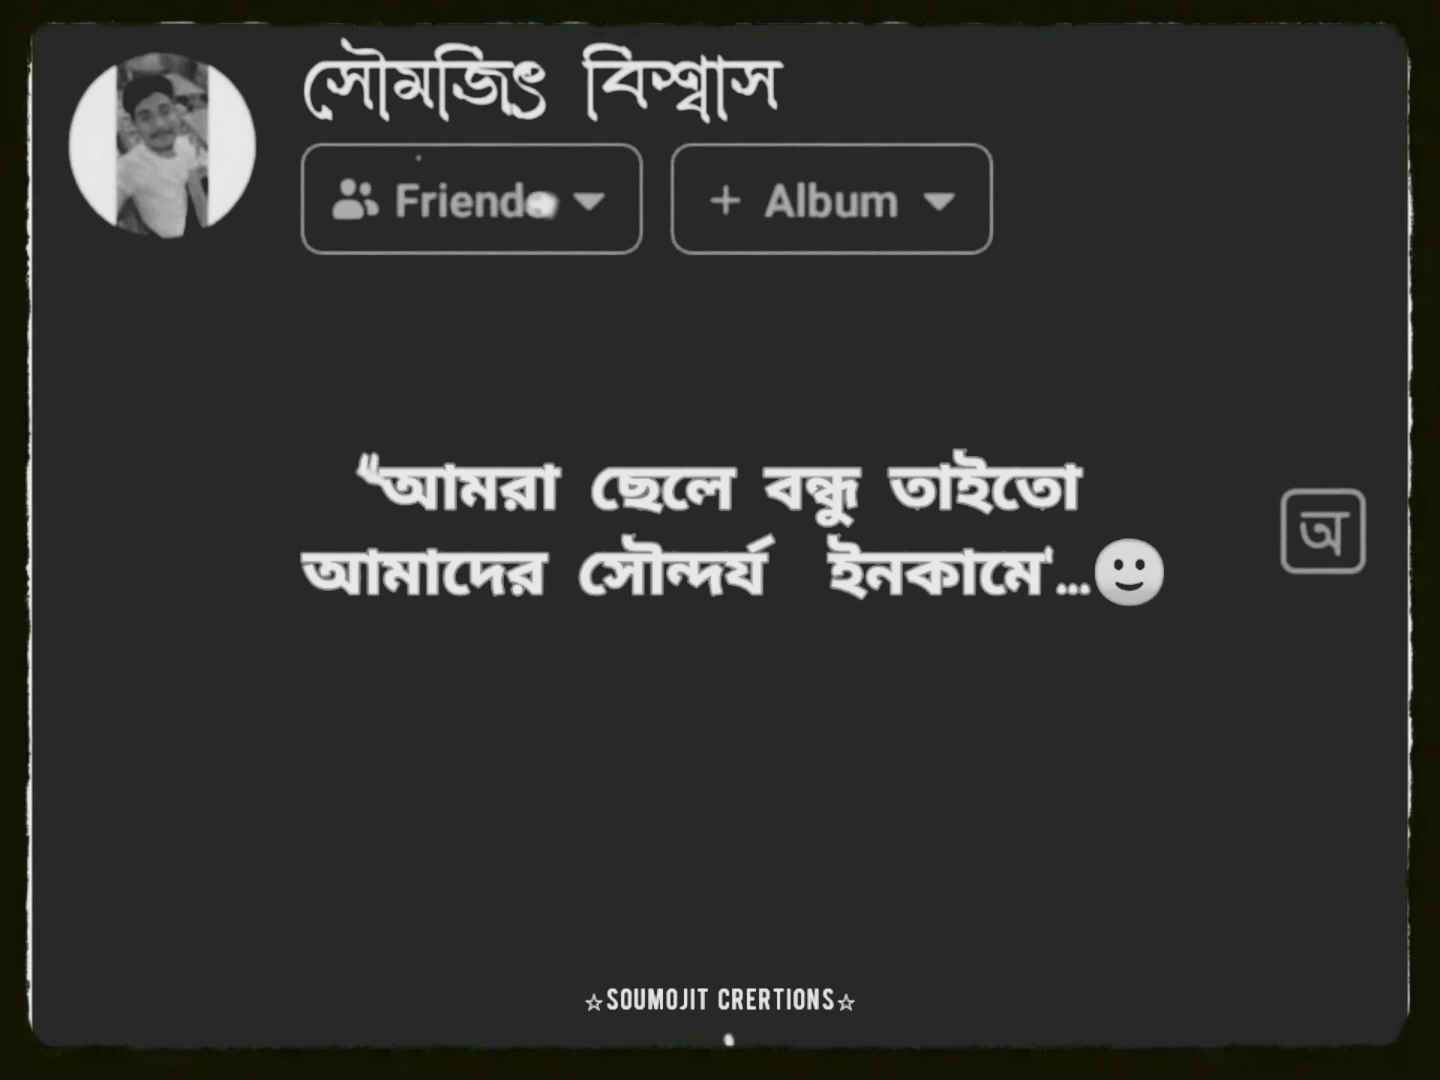 সৌমজিৎ বিশ্বাস
Friends
+ Album
“আমরা ছেলে বন্ধু তাইতো
আমাদের সৌন্দর্য ইনকামে'...🙂
অ
☆SOUMOJIT CRERTIONS☆